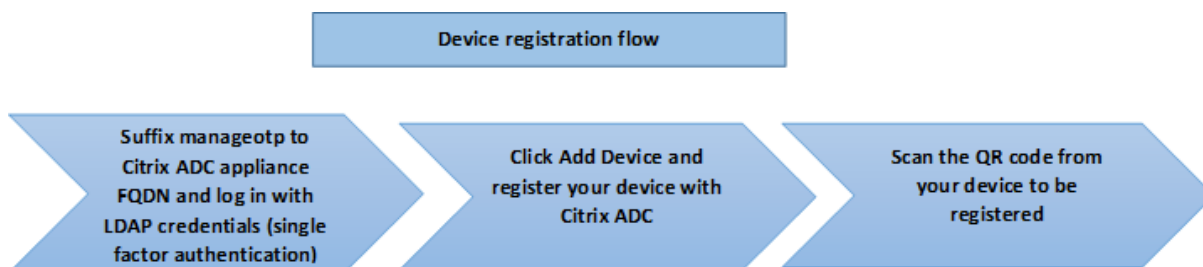 Device registration flow
Suffix manageotp to
Citrix ADC appliance
FQDN and log in with
LDAP credentials (single
factor authentication)
Click Add Device and
register your device with
Citrix ADC
Scan the QR code from
your device to be
registered